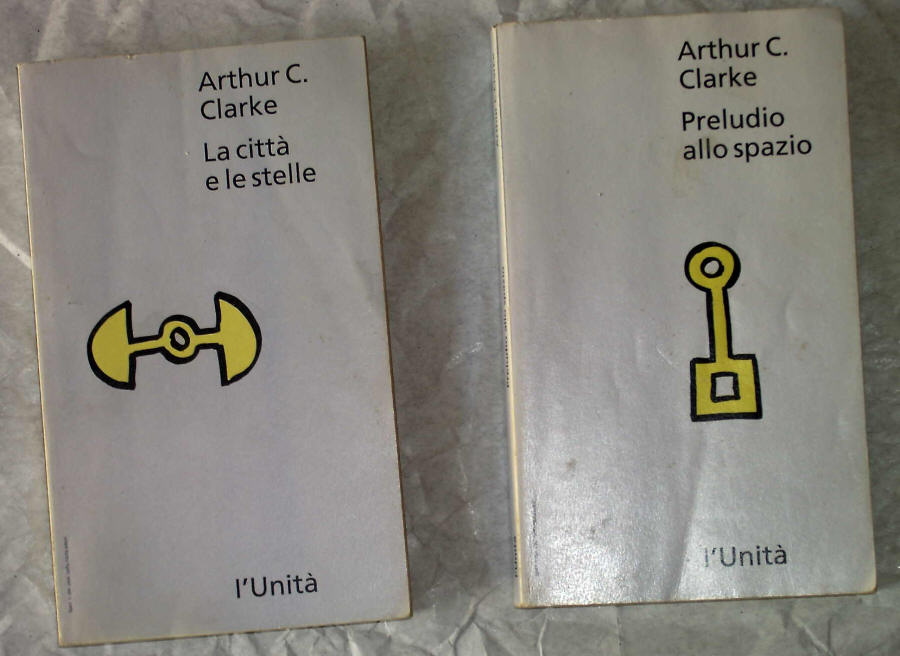 Arthur C.
Clarke
La città
e le stelle
l'Unità
Arthur C.
Clarke
Preludio
allo spazio
l'Unità